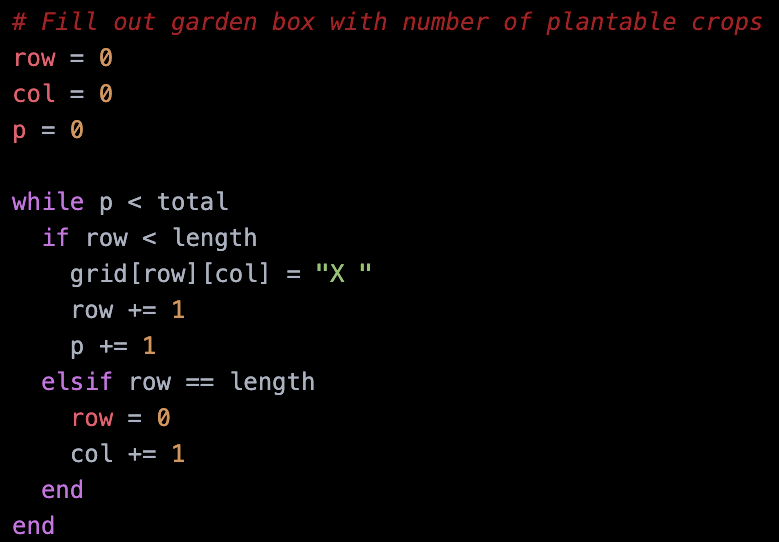 # Fill out garden box with number of plantable crops
row = 0
col = 0
p = 0

while p < total
  if row < length
    grid[row][col] = "X "
    row += 1
    p += 1
  elsif row == length
    row = 0
    col += 1
  end
end